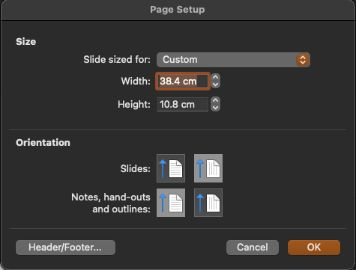 Page Setup
Size
Slide sized for: Custom
Width: 38.4 cm
Height: 10.8 cm
Orientation
Slides:
Notes, hand-outs
and outlines:
Header/Footer... Cancel OK